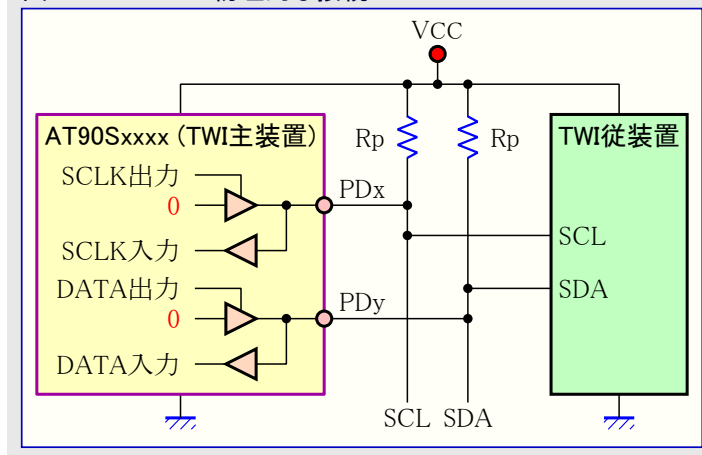 VCC
AT90Sxxxx (TWI主装置)
Rp
Rp
TWI従装置
SCLK出力
0
PDx
SCLK入力
SCL
DATA出力
SDA
0
PDy
DATA入力
SCL SDA